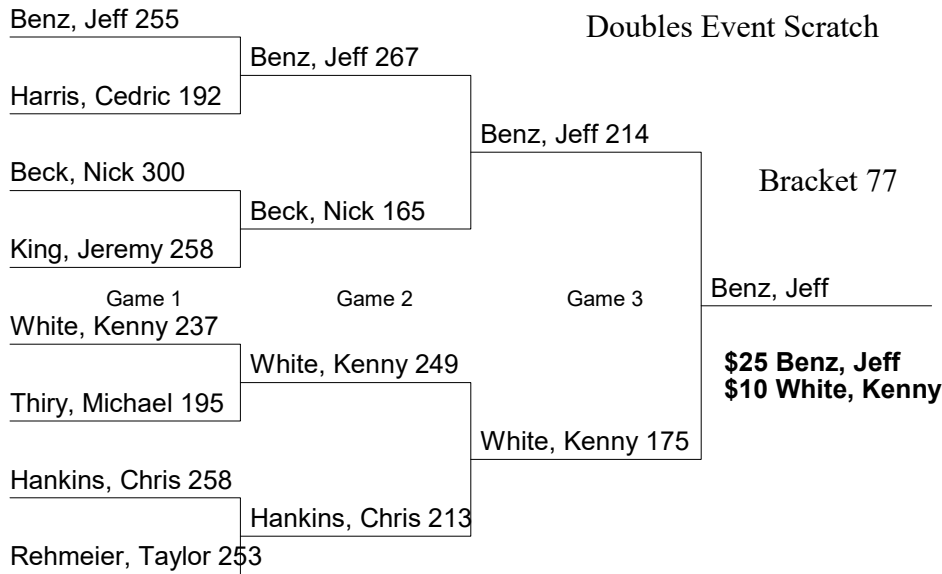 Benz, Jeff 255
Doubles Event Scratch
Benz, Jeff 267
Harris, Cedric 192
Benz, Jeff 214
Beck, Nick 300
Bracket 77
Beck, Nick 165
King, Jeremy 258
Game 1
Game 2
Game 3
Benz, Jeff
White, Kenny 237
White, Kenny 249
$25 Benz, Jeff
$10 White, Kenny
Thiry, Michael 195
White, Kenny 175
Hankins, Chris 258
Hankins, Chris 213
Rehmeier, Taylor 253